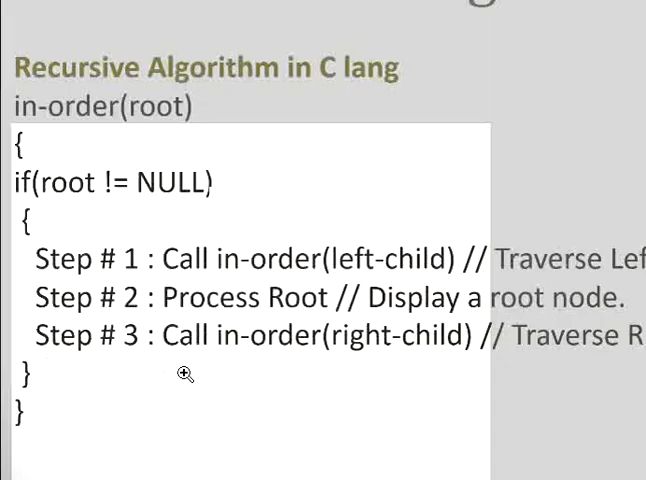 Recursive Algorithm in C lang
in-order(root)
{
if(root != NULL)
{
Step # 1 : Call in-order(left-child) // Traverse Lef
Step # 2 : Process Root // Display a root node.
Step # 3 : Call in-order(right-child) // Traverse R
}
}